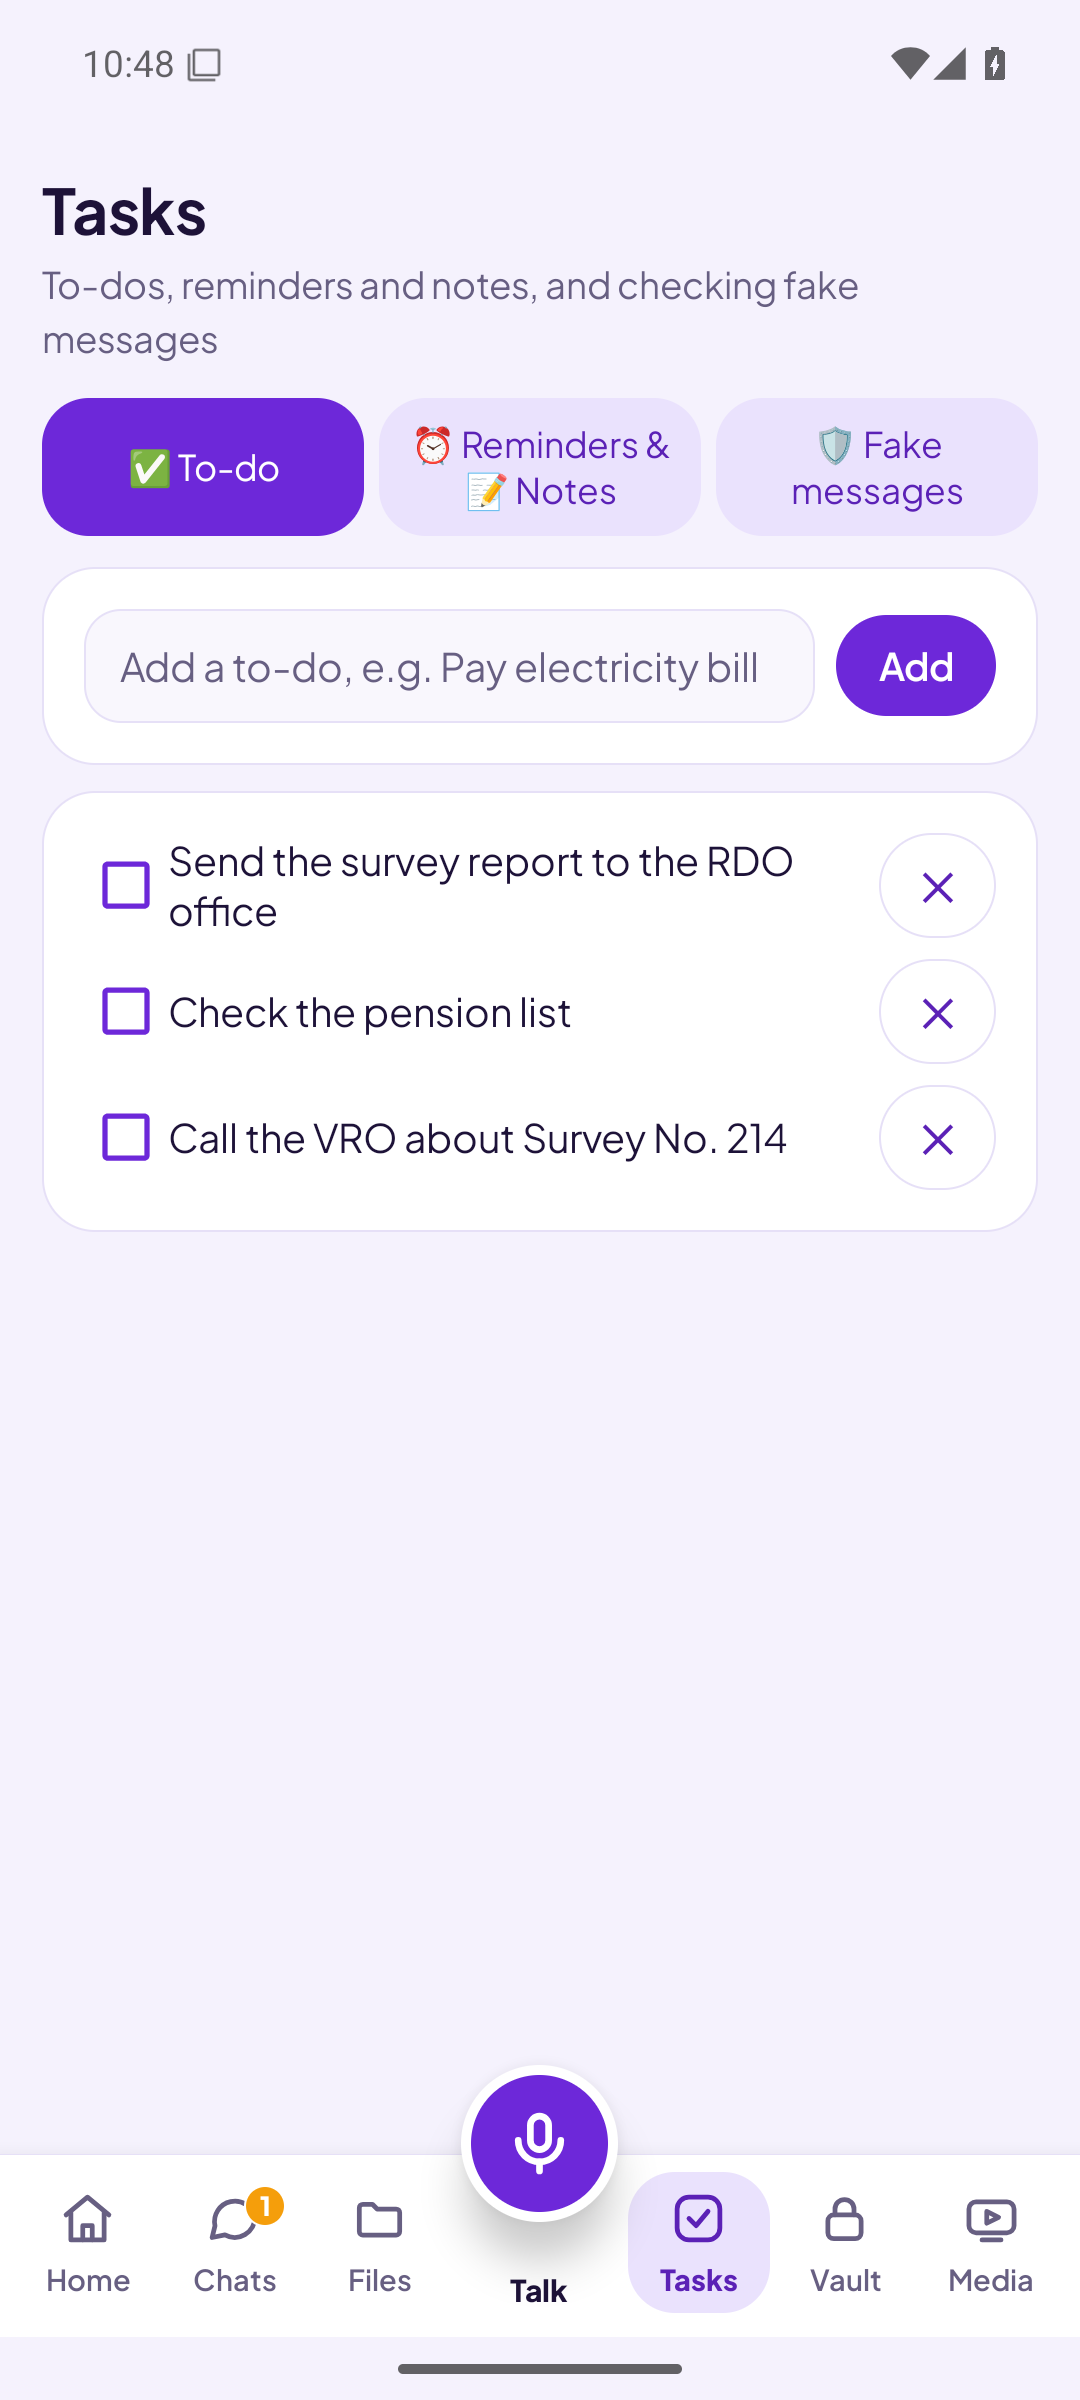 10:48
Tasks
To-dos, reminders and notes, and checking fake
messages
✅ To-do
⏰ Reminders &
📝 Notes
🛡️ Fake
messages
Add a to-do, e.g. Pay electricity bill
Add
Send the survey report to the RDO
office
Check the pension list
Call the VRO about Survey No. 214
Home
1
Chats
Files
Talk
Tasks
Vault
Media